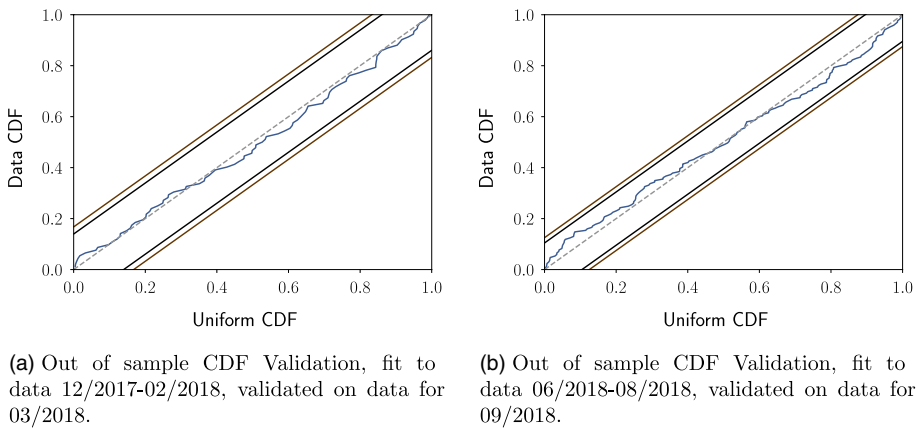 1.0
0.8
0.6
0.4
0.2
0.0
Data CDF
0.0 0.2 0.4 0.6 0.8 1.0
Uniform CDF
(a) Out of sample CDF Validation, fit to
data 12/2017-02/2018, validated on data for
03/2018.
1.0
0.8
0.6
0.4
0.2
0.0
Data CDF
0.0 0.2 0.4 0.6 0.8 1.0
Uniform CDF
(b) Out of sample CDF Validation, fit to
data 06/2018-08/2018, validated on data for
09/2018.